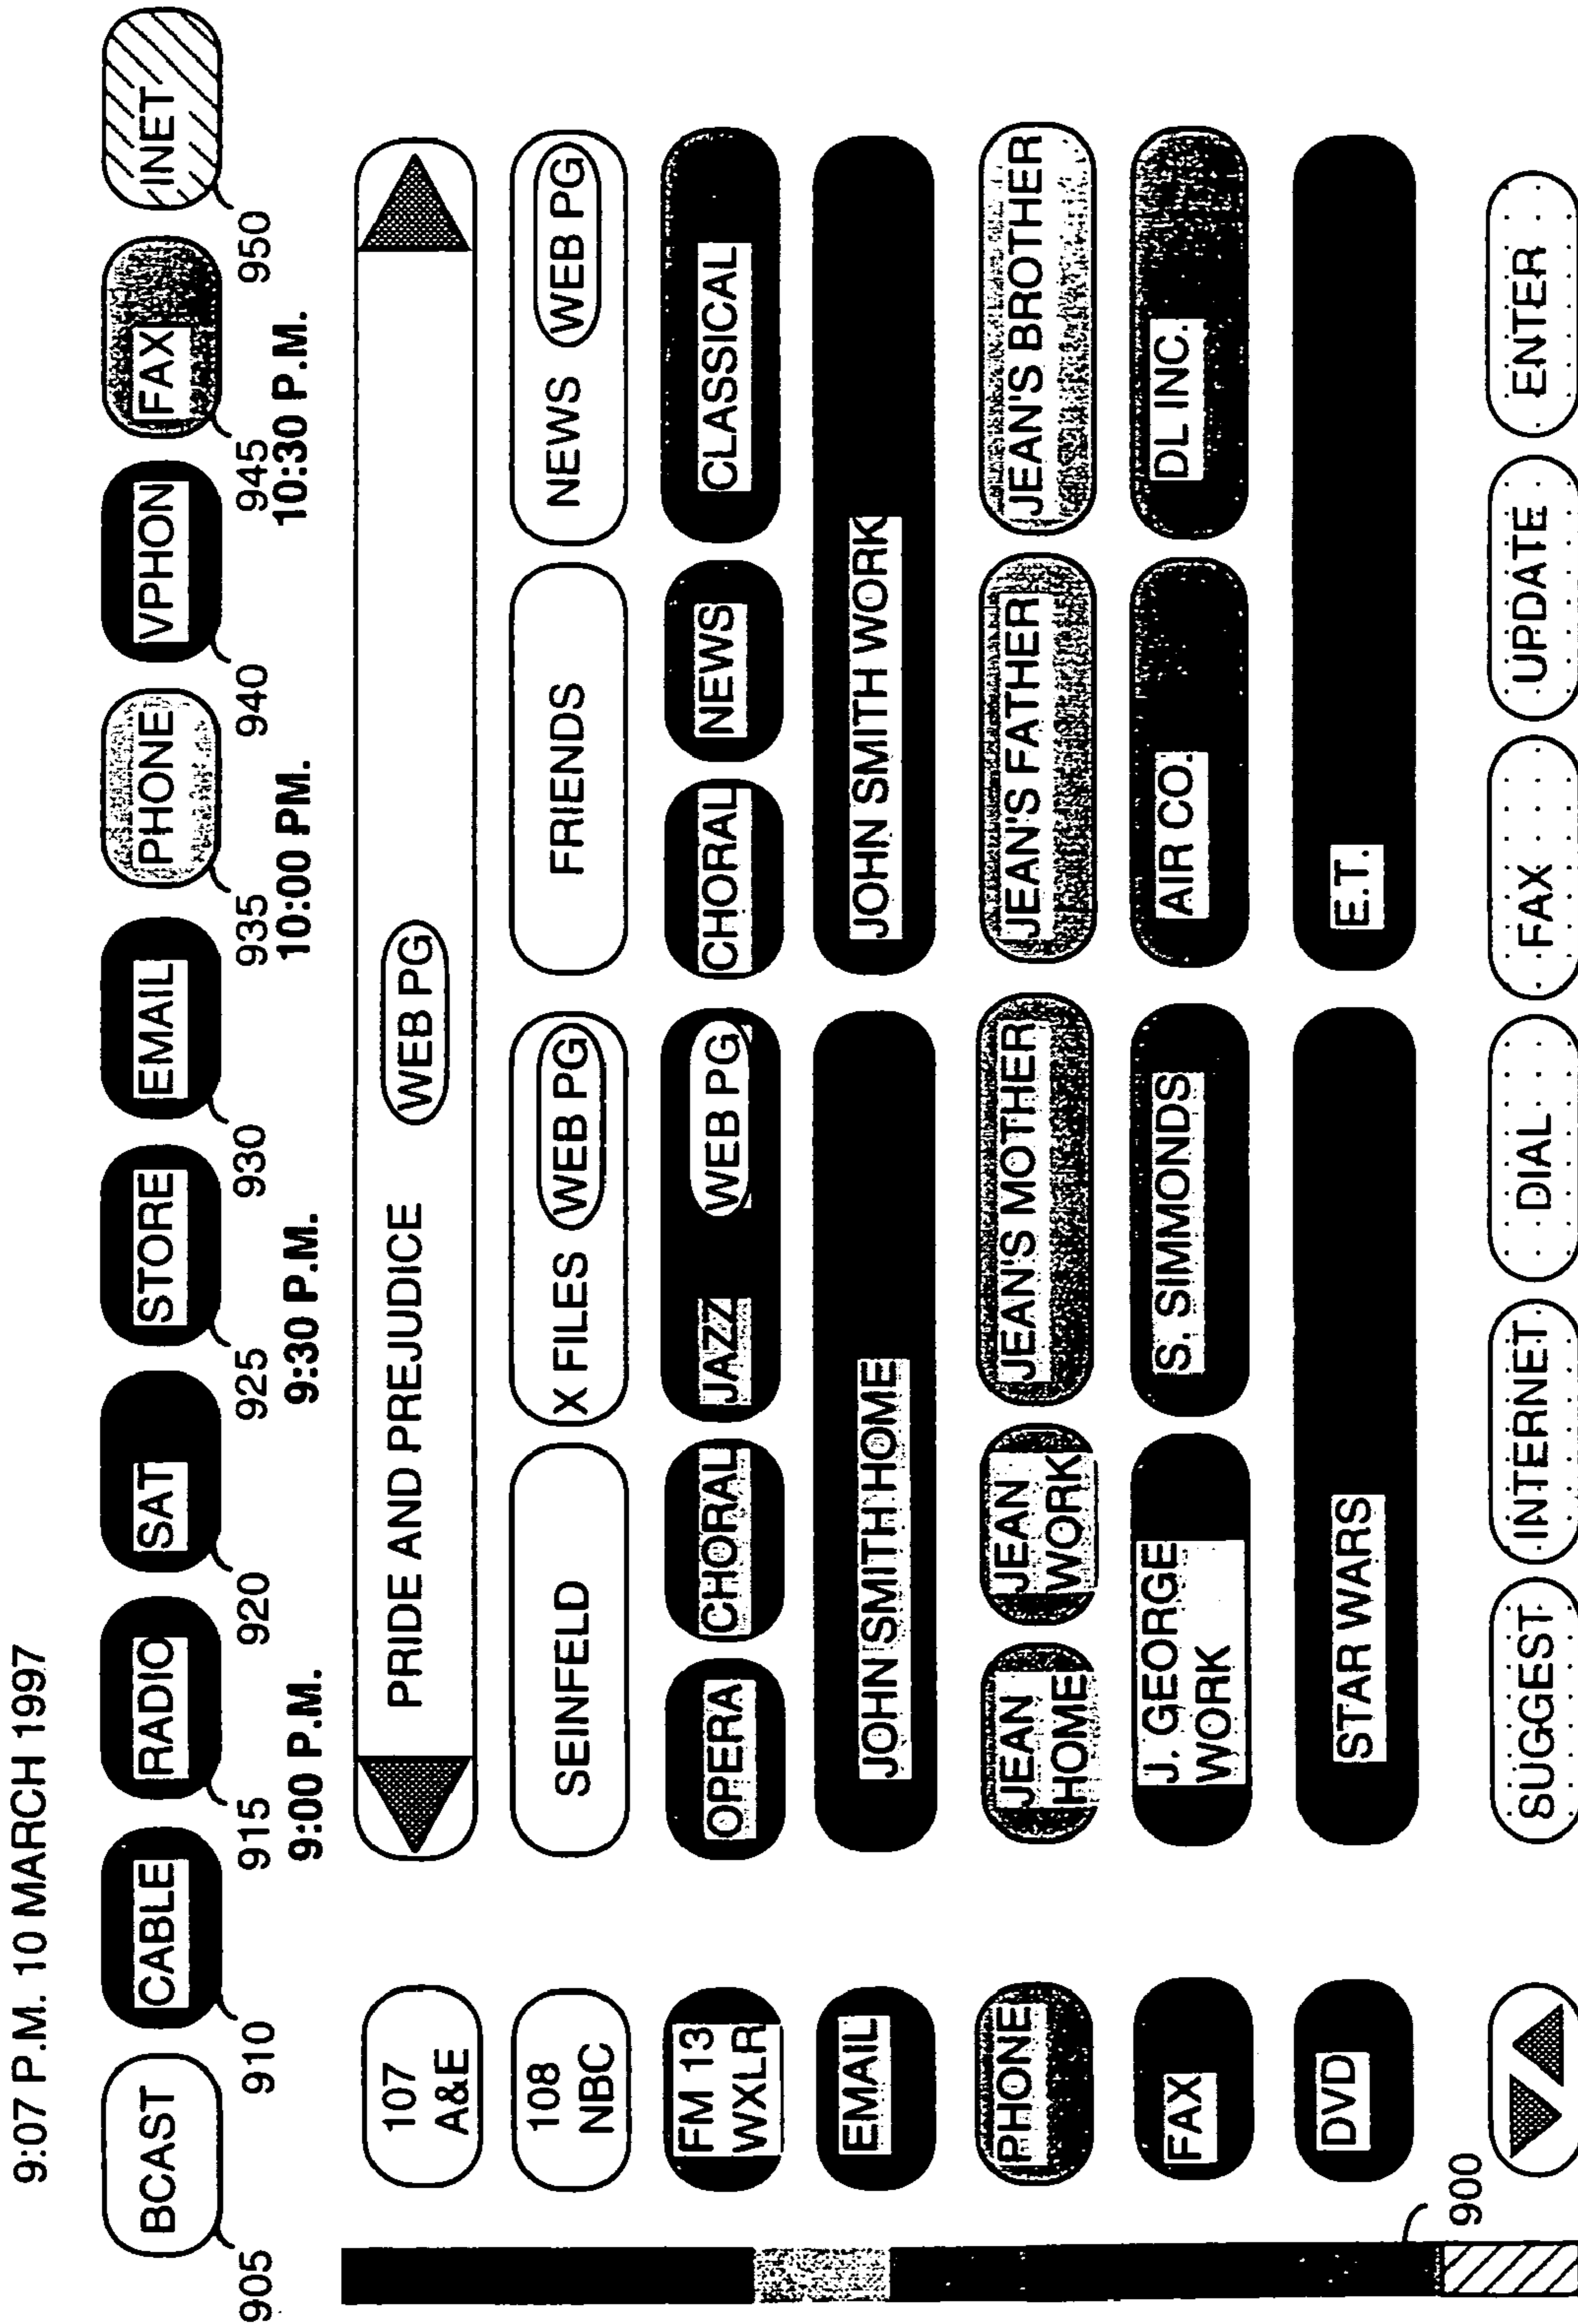 9:07 P.M. 10 MARCH 1997
BCAST CABLE RADIO SAT STORE EMAIL PHONE VPHON FAX INET
905 910 915 920 925 930 935 940 945 950
9:00 P.M. 9:30 P.M. 10:00 PM. 10:30 P.M.
107 A&E
PRIDE AND PREJUDICE WEB PG
108 NBC
SEINFELD X FILES WEB PG FRIENDS NEWS WEB PG
FM 13 WXLR
OPERA CHORAL JAZZ WEB PG CHORAL NEWS CLASSICAL
EMAIL JOHN SMITH HOME JOHN SMITH WORK
PHONE
JEAN HOME
JEAN WORK
JEAN'S MOTHER JEAN'S FATHER JEAN'S BROTHER
FAX
J. GEORGE WORK
S. SIMMONDS AIR CO. DL INC.
DVD STAR WARS E.T.
900
SUGGEST INTERNET DIAL FAX UPDATE ENTER